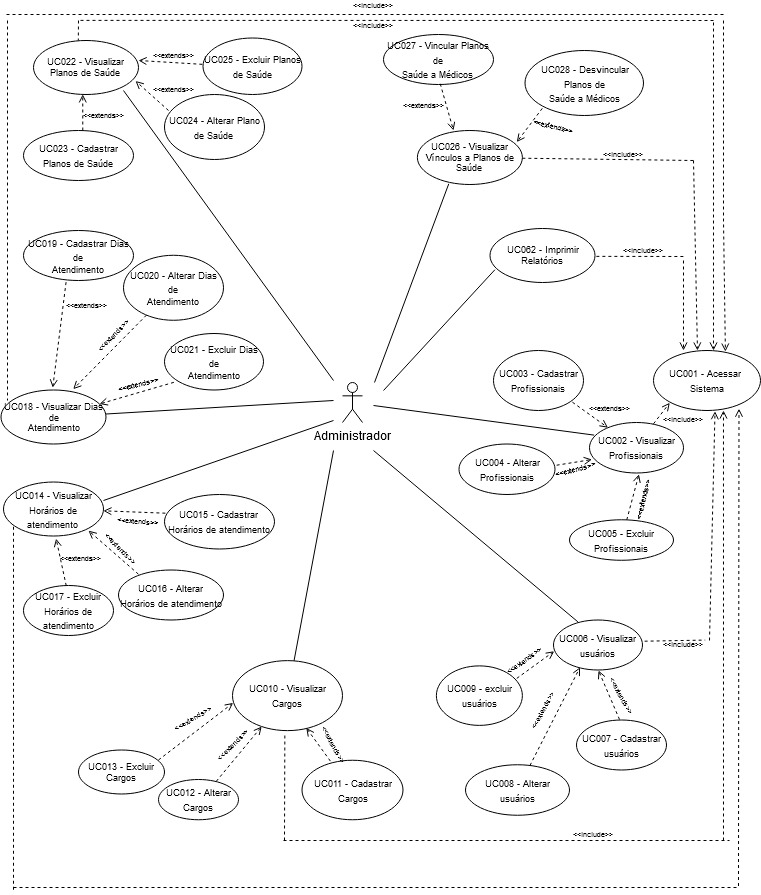 <<include>>
<<include>>
UC022 - Visualizar
Planos de Saúde
<<extends>>
UC025 - Excluir Planos
de Saúde
UC024 - Alterar Plano
de Saúde
<<extends>>
<<extends>>
UC023 - Cadastrar
Planos de Saúde
UC027 - Vincular Planos
de
Saúde a Médicos
UC028 - Desvincular
Planos de
Saúde a Médicos
<<extends>>
<<extends>>
UC026 - Visualizar
Vínculos a Planos de
Saúde
<<include>>
UC019 - Cadastrar Dias
de
Atendimento
UC020 - Alterar Dias
de
Atendimento
<<extends>>
<<extends>>
UC021 - Excluir Dias
de
Atendimento
<<extends>>
UC018 - Visualizar Dias
de
Atendimento
UC062 - Imprimir
Relatórios
<<include>>
UC003 - Cadastrar
Profissionais
UC001 - Acessar
Sistema
<<extends>>
<<include>>
UC002 - Visualizar
Profissionais
Administrador
UC004 - Alterar
Profissionais
<<extends>>
<<extends>>
UC005 - Excluir
Profissionais
UC014 - Visualizar
Horários de
atendimento
UC015 - Cadastrar
Horários de atendimento
<<extends>>
<<extends>>
<<extends>>
UC017 - Excluir
Horários de
atendimento
UC016 - Alterar
Horários de atendimento
UC006 - Visualizar
usuários
<<include>>
<<extends>>
UC009 - excluir
usuários
<<extends>>
<<extends>>
UC007 - Cadastrar
usuários
UC008 - Alterar
usuários
UC010 - Visualizar
Cargos
<<extends>>
<<extends>>
<<extends>>
UC013 - Excluir
Cargos
UC012 - Alterar
Cargos
UC011 - Cadastrar
Cargos
<<include>>